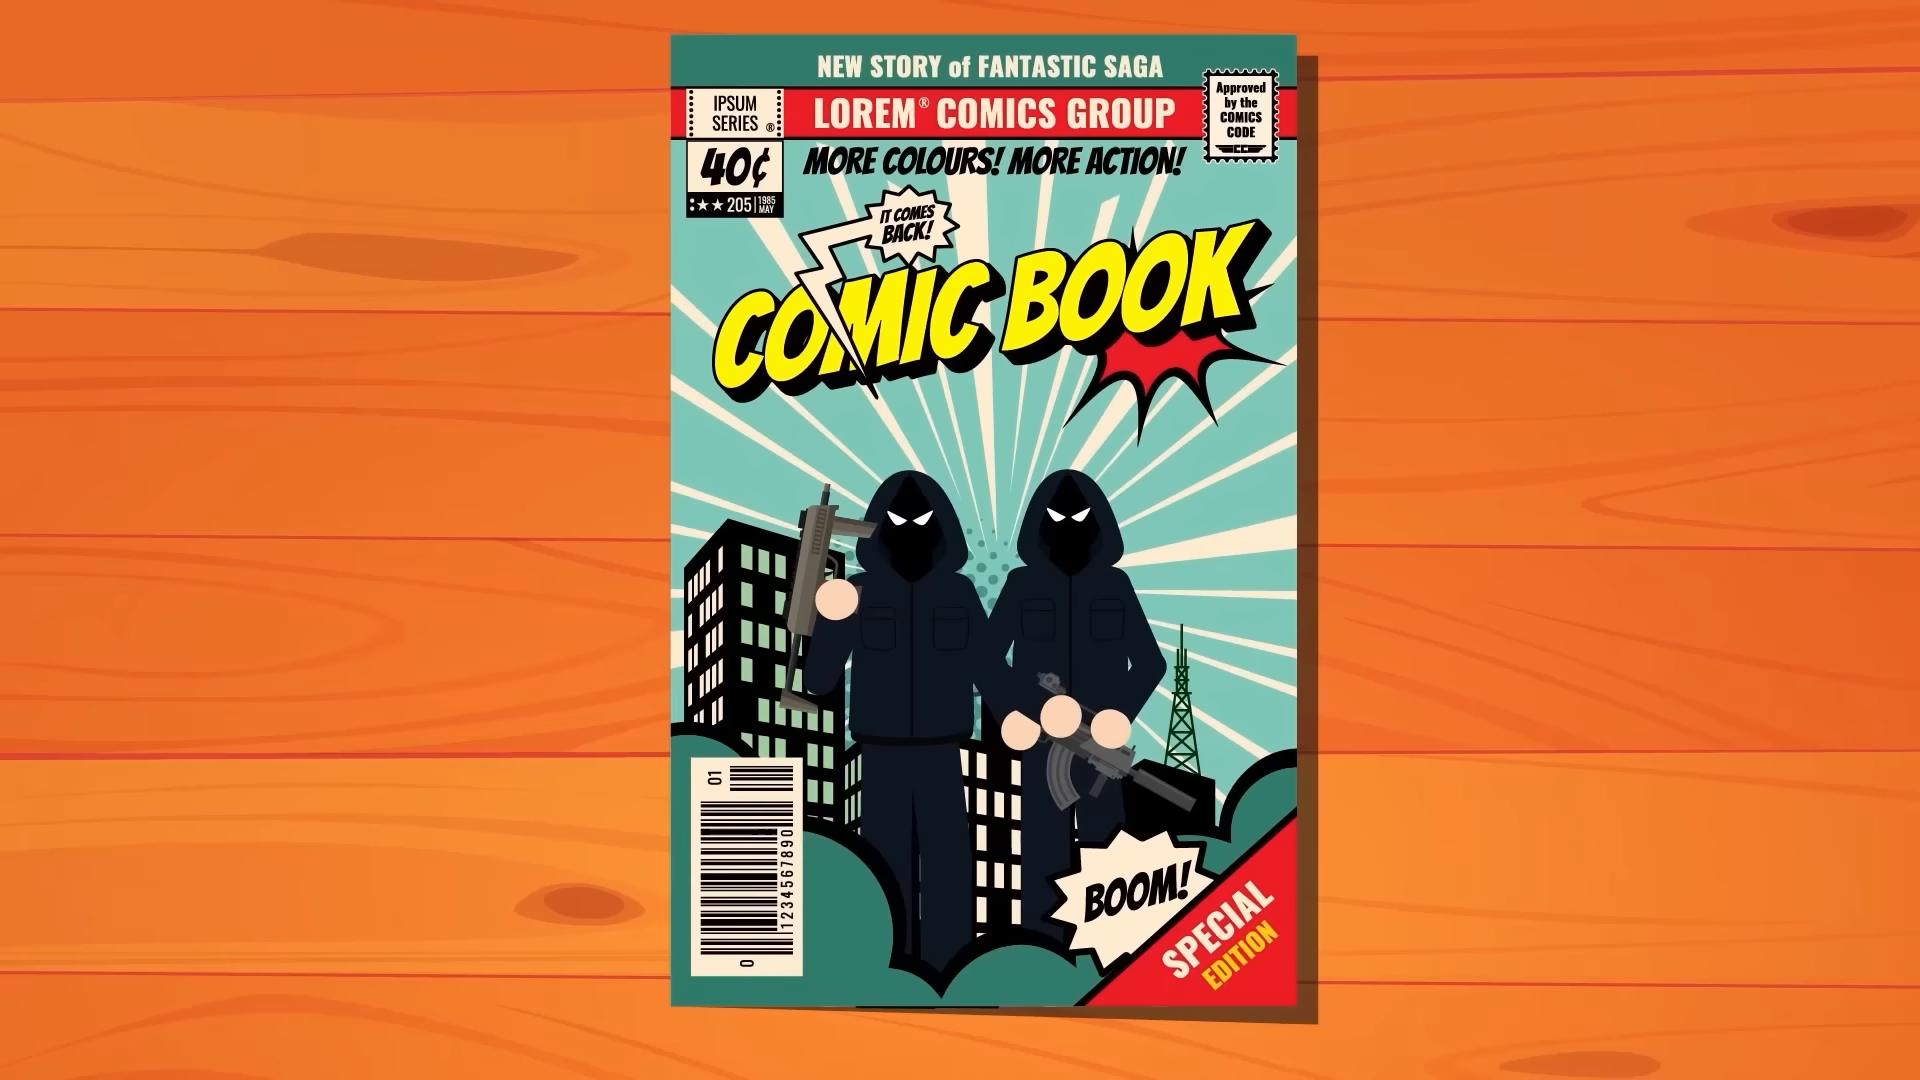 NEW STORY of FANTASTIC SAGA
IPSUM
SERIES ®
LOREM® COMICS GROUP
Approved
by the
COMICS
CODE
CC
40¢
MORE COLOURS! MORE ACTION!
205
1985
MAY
IT COMES
BACK!
COMIC BOOK
01
1234567890
0
BOOM!
SPECIAL
EDITION